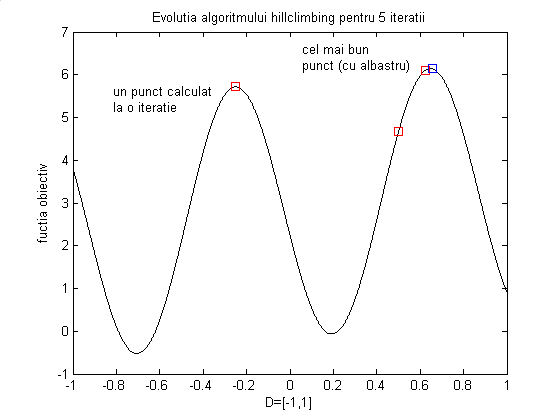 Evolutia algoritmului hillclimbing pentru 5 iteratii
cel mai bun
punct (cu albastru)
un punct calculat
la o iteratie
fuctia obiectiv
7
6
5
4
3
2
1
0
-1
-1 -0.8 -0.6 -0.4 -0.2 0 0.2 0.4 0.6 0.8 1
D=[-1,1]